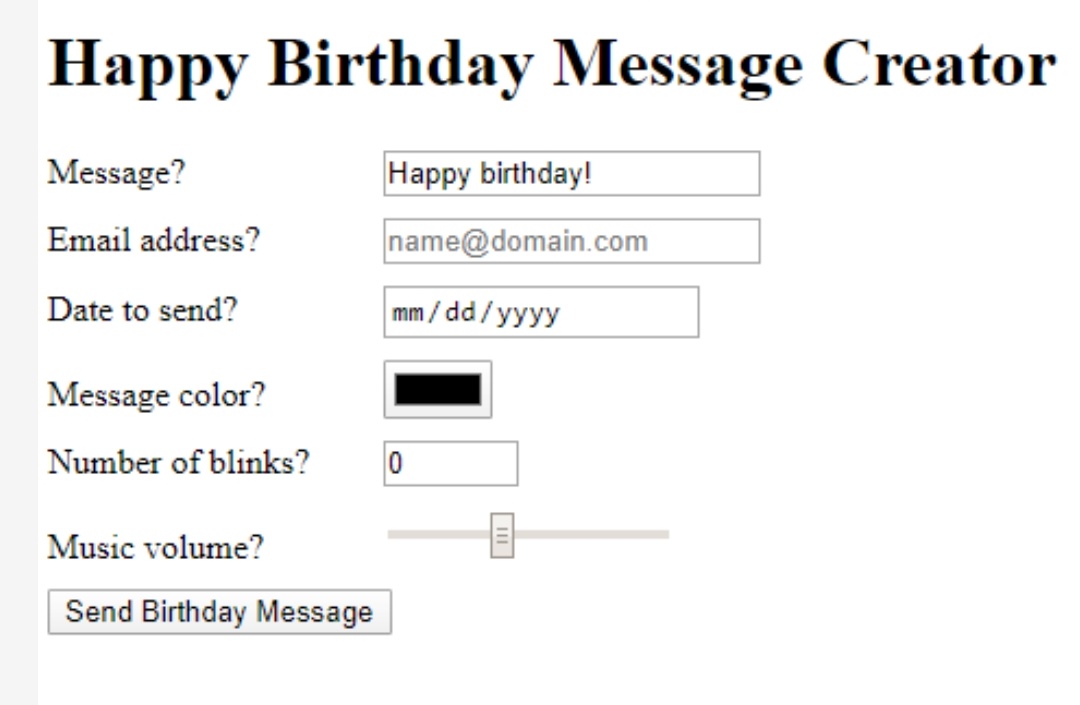 Happy Birthday Message Creator
Message? Happy birthday!
Email address? name@domain.com
Date to send? mm/dd/yyyy
Message color?
Number of blinks? 0
Music volume?
Send Birthday Message